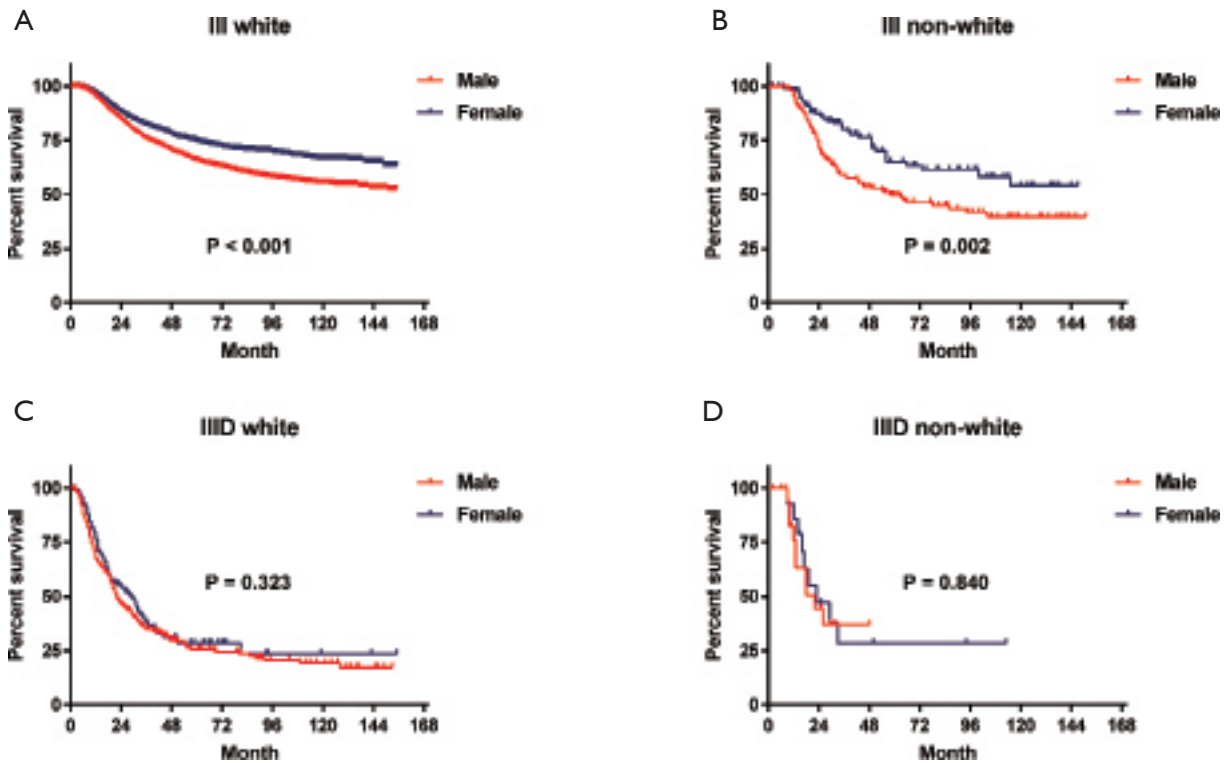 A
III white
100
75
50
25
0
Percent survival
Male
Female
P < 0.001
0 24 48 72 96 120 144 168
Month
B
III non-white
100
75
50
25
0
Percent survival
Male
Female
P = 0.002
0 24 48 72 96 120 144 168
Month
C
IIID white
100
75
50
25
0
Percent survival
Male
Female
P = 0.323
0 24 48 72 96 120 144 168
Month
D
IIID non-white
100
75
50
25
0
Percent survival
Male
Female
P = 0.840
0 24 48 72 96 120 144 168
Month